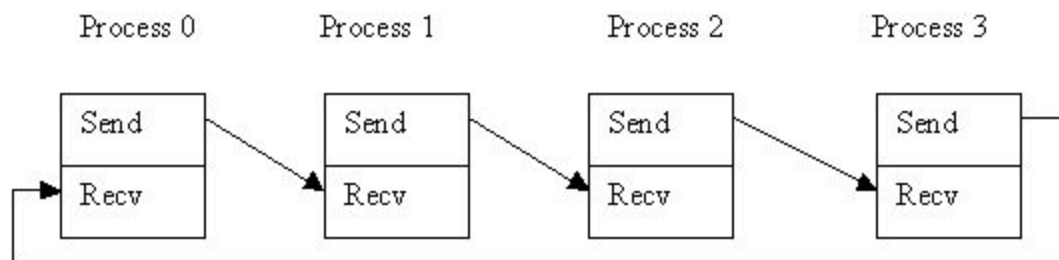 Process 0 Process 1 Process 2 Process 3
Send Send Send Send
Recv Recv Recv Recv